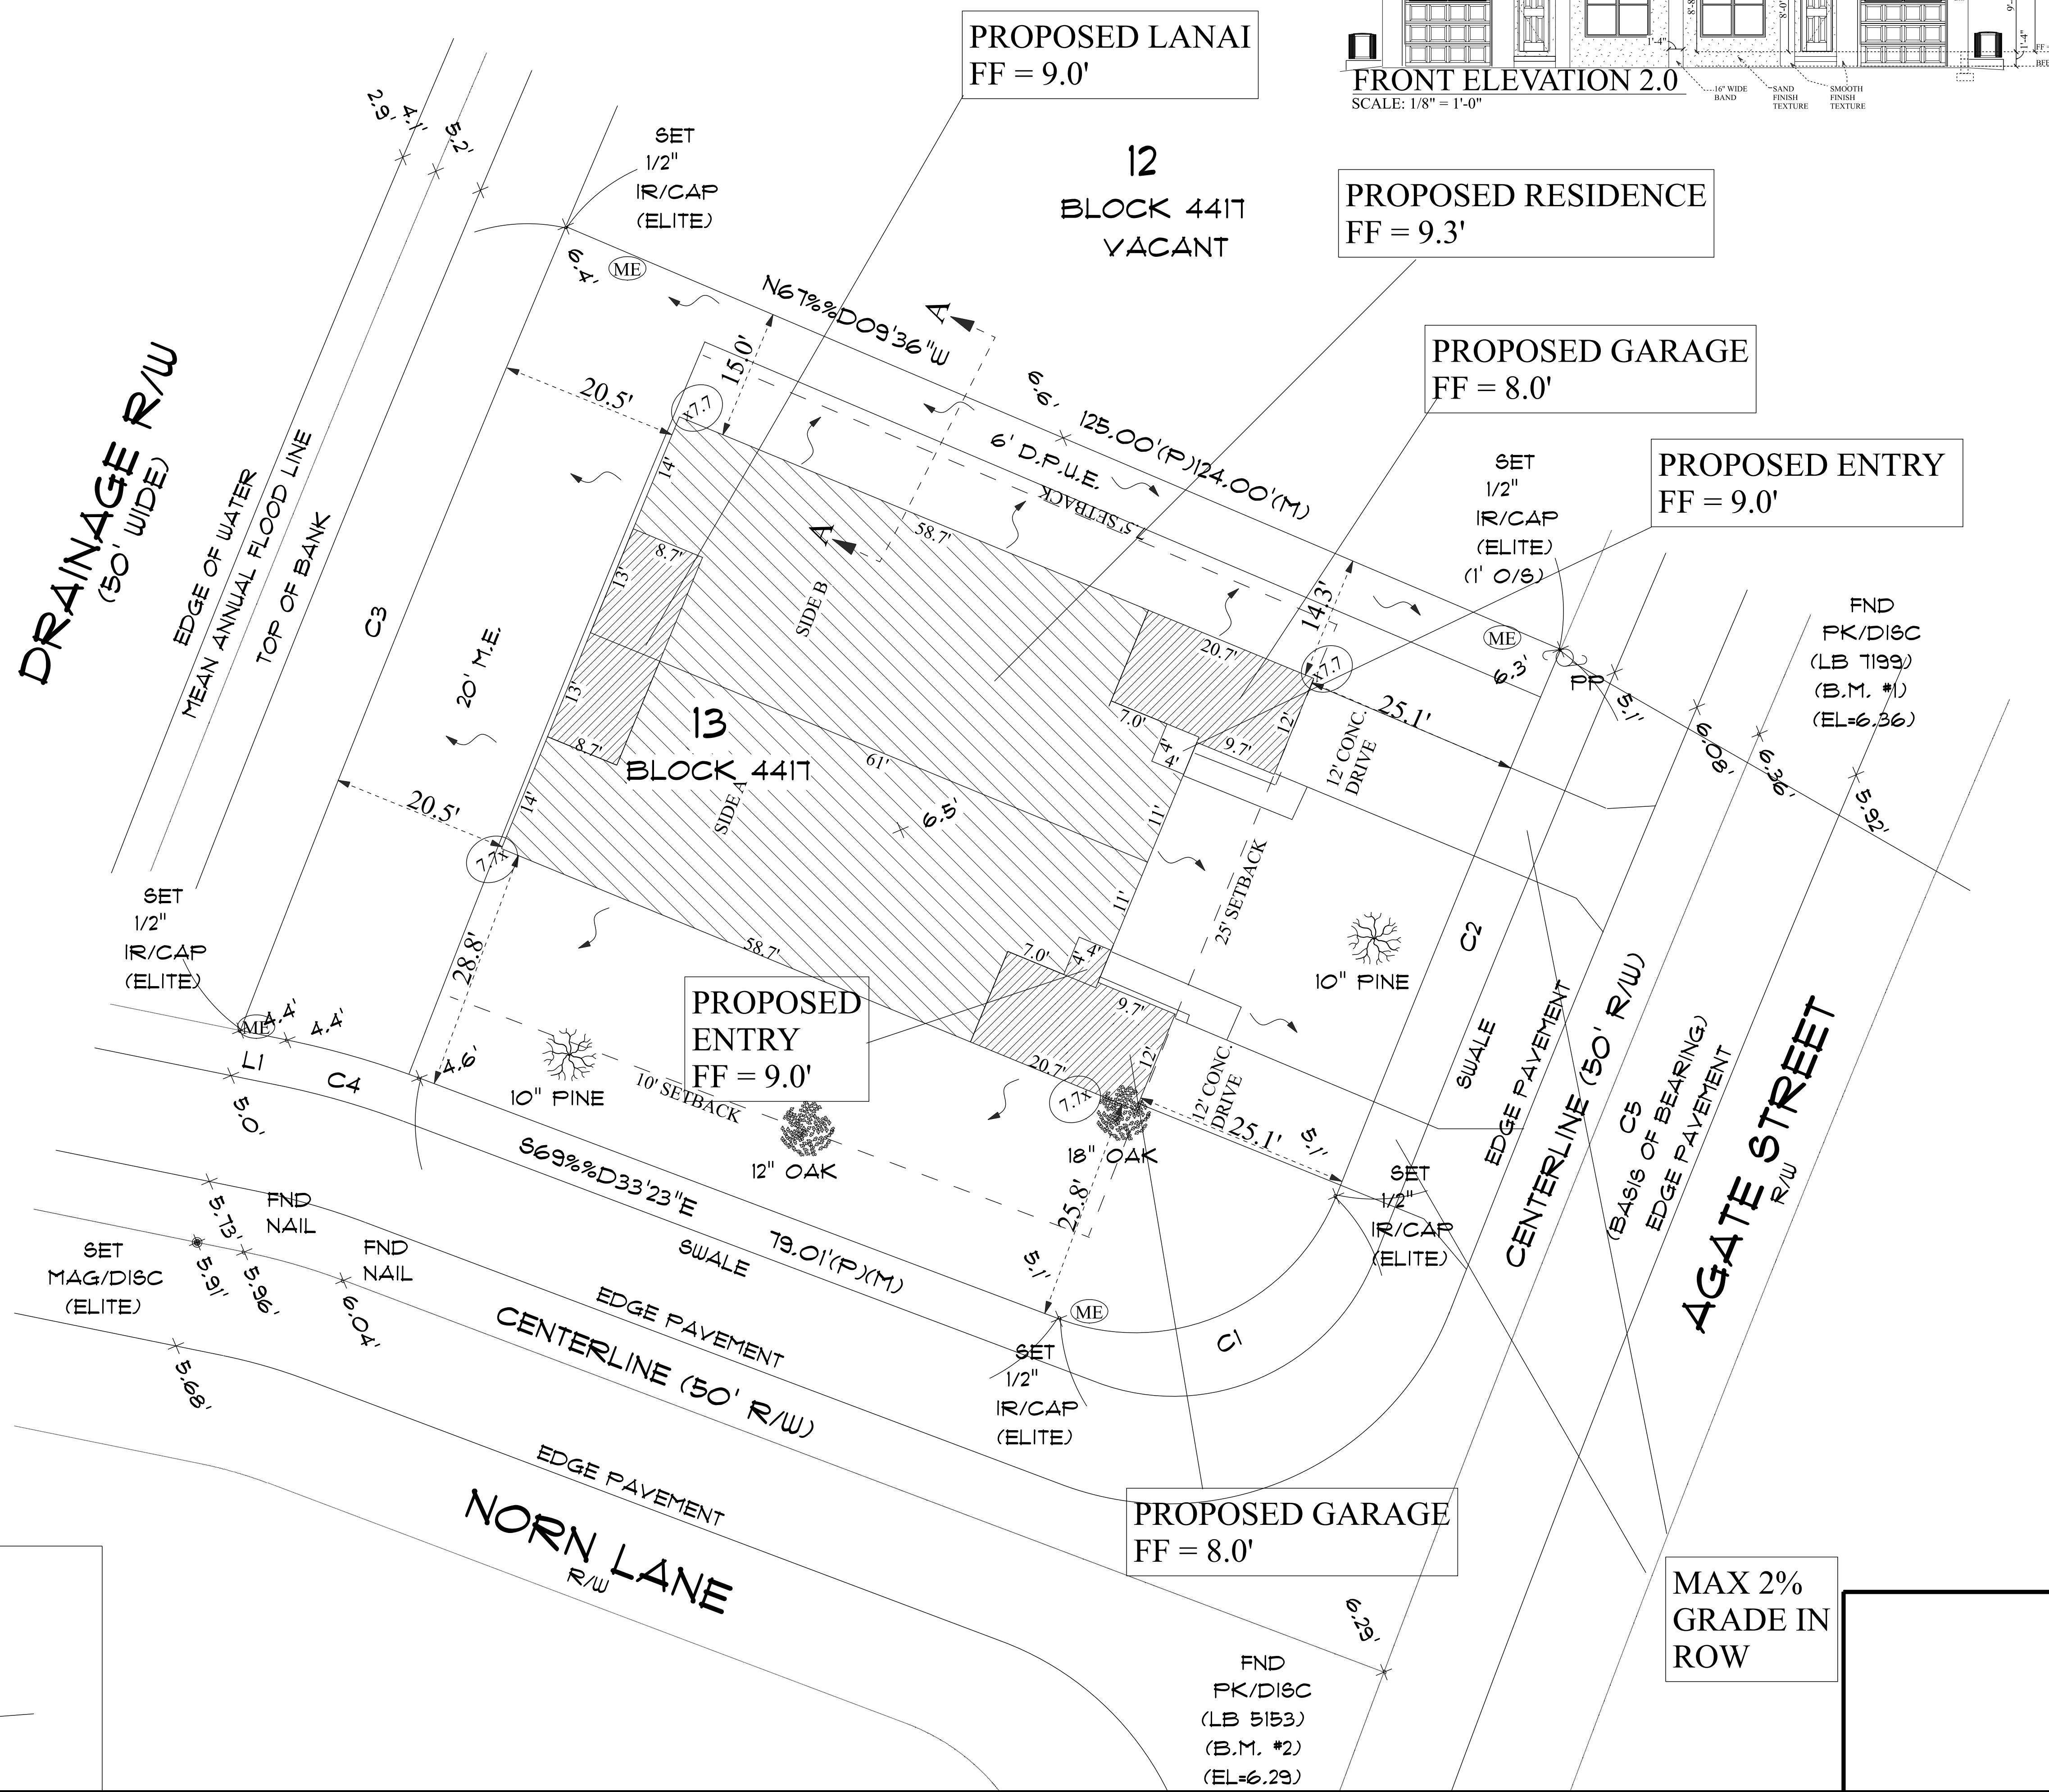 PROPOSED LANAI
FF = 9.0'
8'-8"
8'-0"
1'-4"
1'-4"
FRONT ELEVATION 2.0
SCALE: 1/8" = 1'-0"
16" WIDE
BAND
SAND
FINISH
TEXTURE
SMOOTH
FINISH
TEXTURE
2.9'
4.1'
5.2'
SET
1/2"
IR/CAP
(ELITE)
12
BLOCK 4417
VACANT
PROPOSED RESIDENCE
FF = 9.3'
6.4'
ME
N67%%D09'36"W
A
PROPOSED GARAGE
FF = 8.0'
15.0'
20.5'
x7.7
6.6'
125.00'(P)124.00'(M)
6' D.P.U.E.
7.5' SETBACK
PROPOSED ENTRY
FF = 9.0'
SET
1/2"
IR/CAP
(ELITE)
(1' O/S)
DRAINAGE R/W
(50' WIDE)
EDGE OF WATER
MEAN ANNUAL FLOOD LINE
TOP OF BANK
C3
20' M.E.
14'
58.7'
A
8.7'
13'
SIDE B
14.3'
20.7'
x7.7
ME
6.3'
PP
5.1'
FND
PK/DISC
(LB 7199)
(B.M. #1)
(EL=6.36)
6.08'
6.36'
5.92'
13'
8.7'
13
BLOCK 4417
61'
7.0'
4'
4'
9.7'
12'
12' CONC.
DRIVE
25.1'
20.5'
14'
SIDE A
6.5'
11'
7.7x
25' SETBACK
11'
10" PINE
C2
SET
1/2"
IR/CAP
(ELITE)
28.8'
58.7'
7.0'
4'
4'
PROPOSED
ENTRY
FF = 9.0'
9.7'
20.7'
12'
12' CONC.
DRIVE
ME
4.4'
4.4'
L1
C4
4.6'
10" PINE
10' SETBACK
7.7x
SWALE
EDGE PAVEMENT
CENTERLINE (50' R/W)
C5
(BASIS OF BEARING)
EDGE PAVEMENT
AGATE STREET
R/W
5.0'
S69%%D33'23"E
79.01'(P)(M)
12" OAK
18" OAK
25.1'
5.1'
SET
1/2"
IR/CAP
(ELITE)
25.8'
5.1'
5.73'
FND
NAIL
FND
NAIL
SET
MAG/DISC
(ELITE)
5.91'
5.96'
6.04'
SWALE
EDGE PAVEMENT
CENTERLINE (50' R/W)
ME
C1
SET
1/2"
IR/CAP
(ELITE)
5.68'
EDGE PAVEMENT
NORN LANE
R/W
PROPOSED GARAGE
FF = 8.0'
MAX 2%
GRADE IN
ROW
6.29'
FND
PK/DISC
(LB 5153)
(B.M. #2)
(EL=6.29)